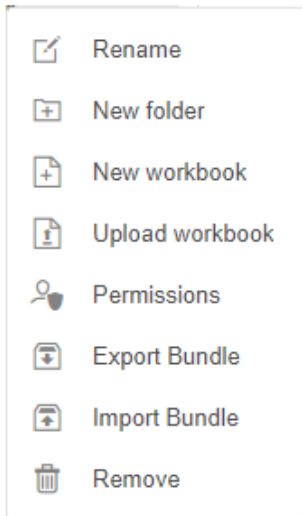 Rename
New folder
New workbook
Upload workbook
Permissions
Export Bundle
Import Bundle
Remove